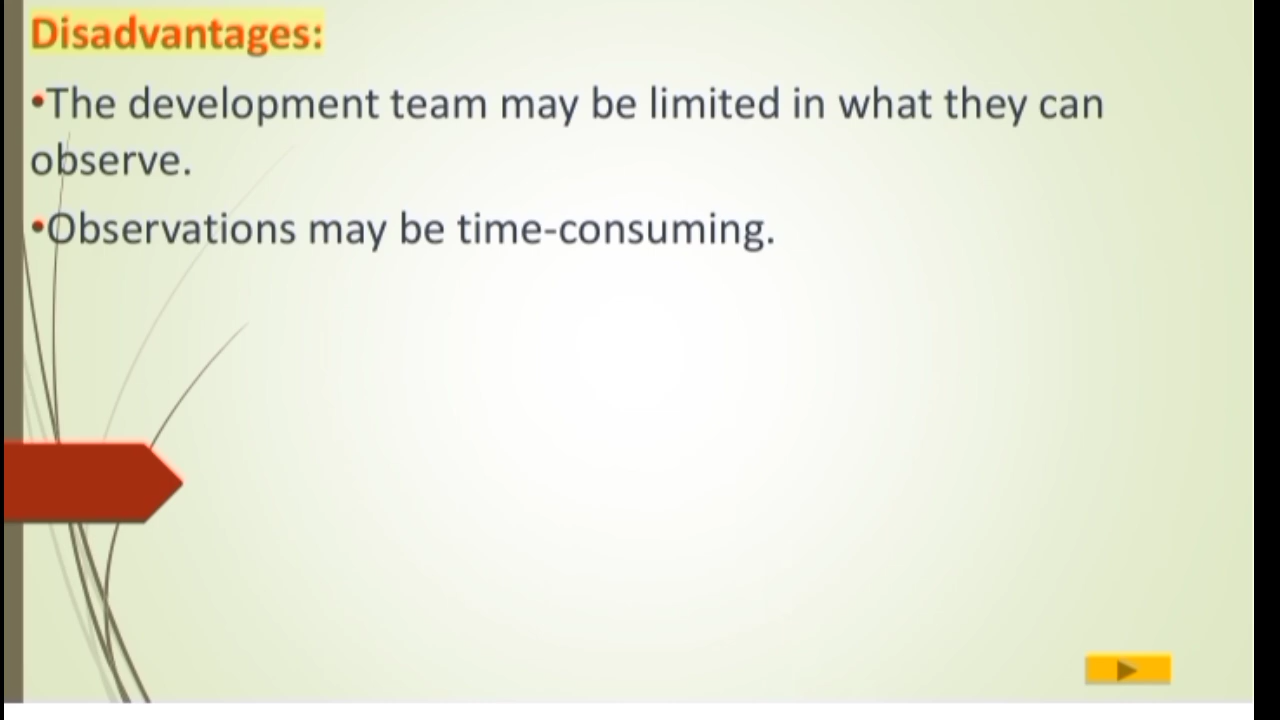 Disadvantages:
•The development team may be limited in what they can
observe.
•Observations may be time-consuming.